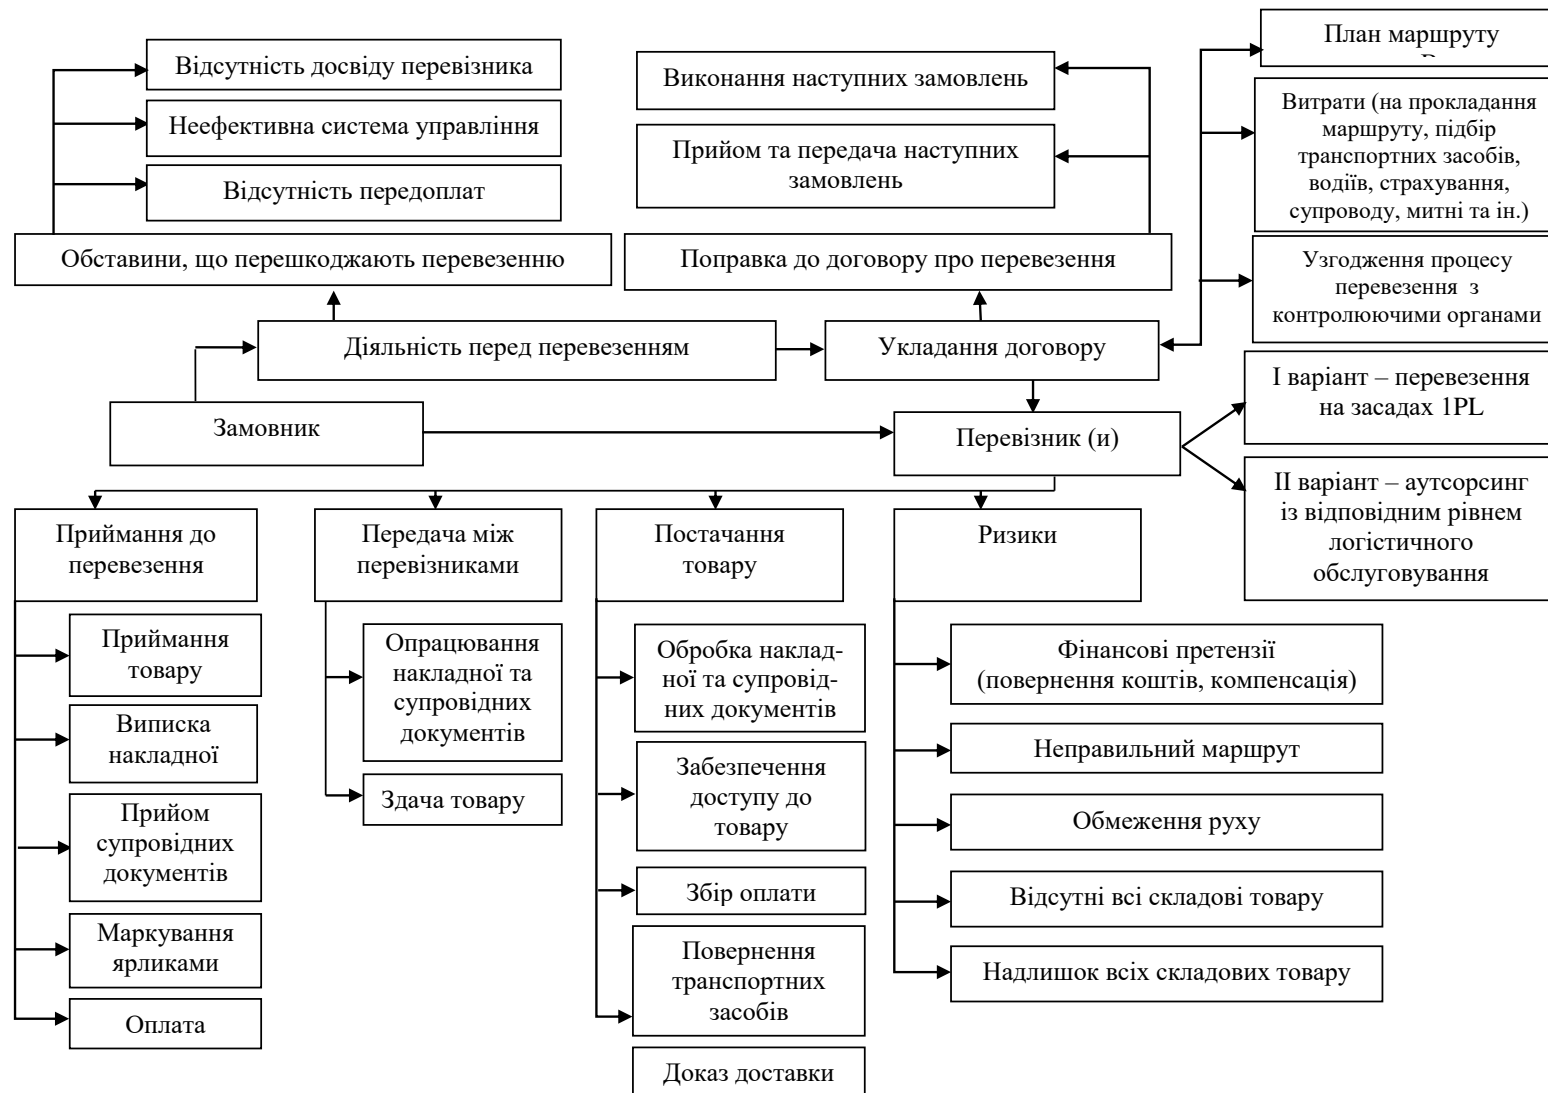 План маршруту
Відсутність досвіду перевізника
Виконання наступних замовлень
Витрати (на прокладання
маршруту, підбір
транспортних засобів,
водіїв, страхування,
супроводу, митні та ін.)
Неефективна система управління
Прийом та передача наступних
замовлень
Відсутність передоплат
Обставини, що перешкоджають перевезенню
Поправка до договору про перевезення
Узгодження процесу
перевезення з
контролюючими органами
Діяльність перед перевезенням
Укладання договору
І варіант – перевезення
на засадах 1PL
Замовник
Перевізник (и)
ІІ варіант – аутсорсинг
із відповідним рівнем
логістичного
обслуговування
Приймання до
перевезення
Передача між
перевізниками
Постачання
товару
Ризики
Приймання
товару
Виписка
накладної
Прийом
супровідних
документів
Маркування
ярликами
Оплата
Опрацювання
накладної та
супровідних
документів
Здача товару
Обробка наклад-
ної та супровід-
них документів
Забезпечення
доступу до
товару
Збір оплати
Повернення
транспортних
засобів
Доказ доставки
Фінансові претензії
(повернення коштів, компенсація)
Неправильний маршрут
Обмеження руху
Відсутні всі складові товару
Надлишок всіх складових товару